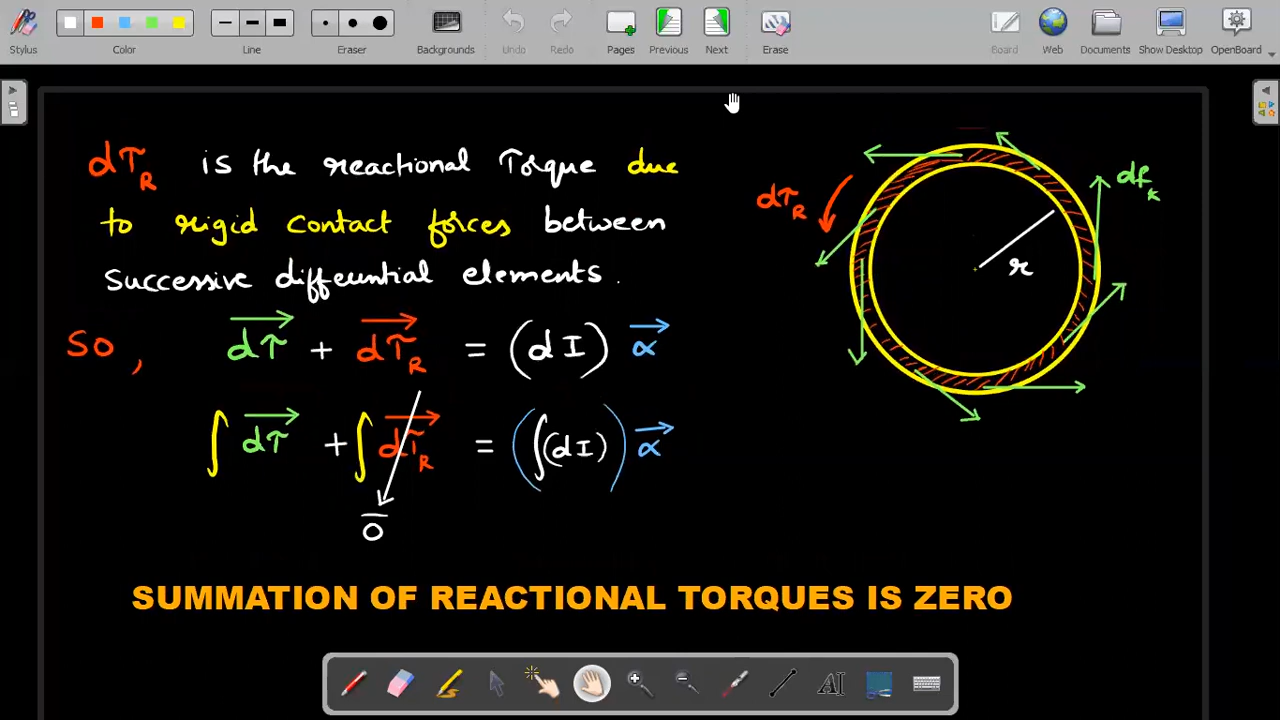 Stylus Color Line Eraser Backgrounds Undo Redo Pages Previous Next Erase Board Web Documents Show Desktop OpenBoard
dτR is the reactional Torque due
to rigid contact forces between
successive differential elements.
So, dτ + dτR = (dI) α
∫ dτ + ∫ dτR = (∫(dI)) α
0
dτR
dfk
r
SUMMATION OF REACTIONAL TORQUES IS ZERO
AI